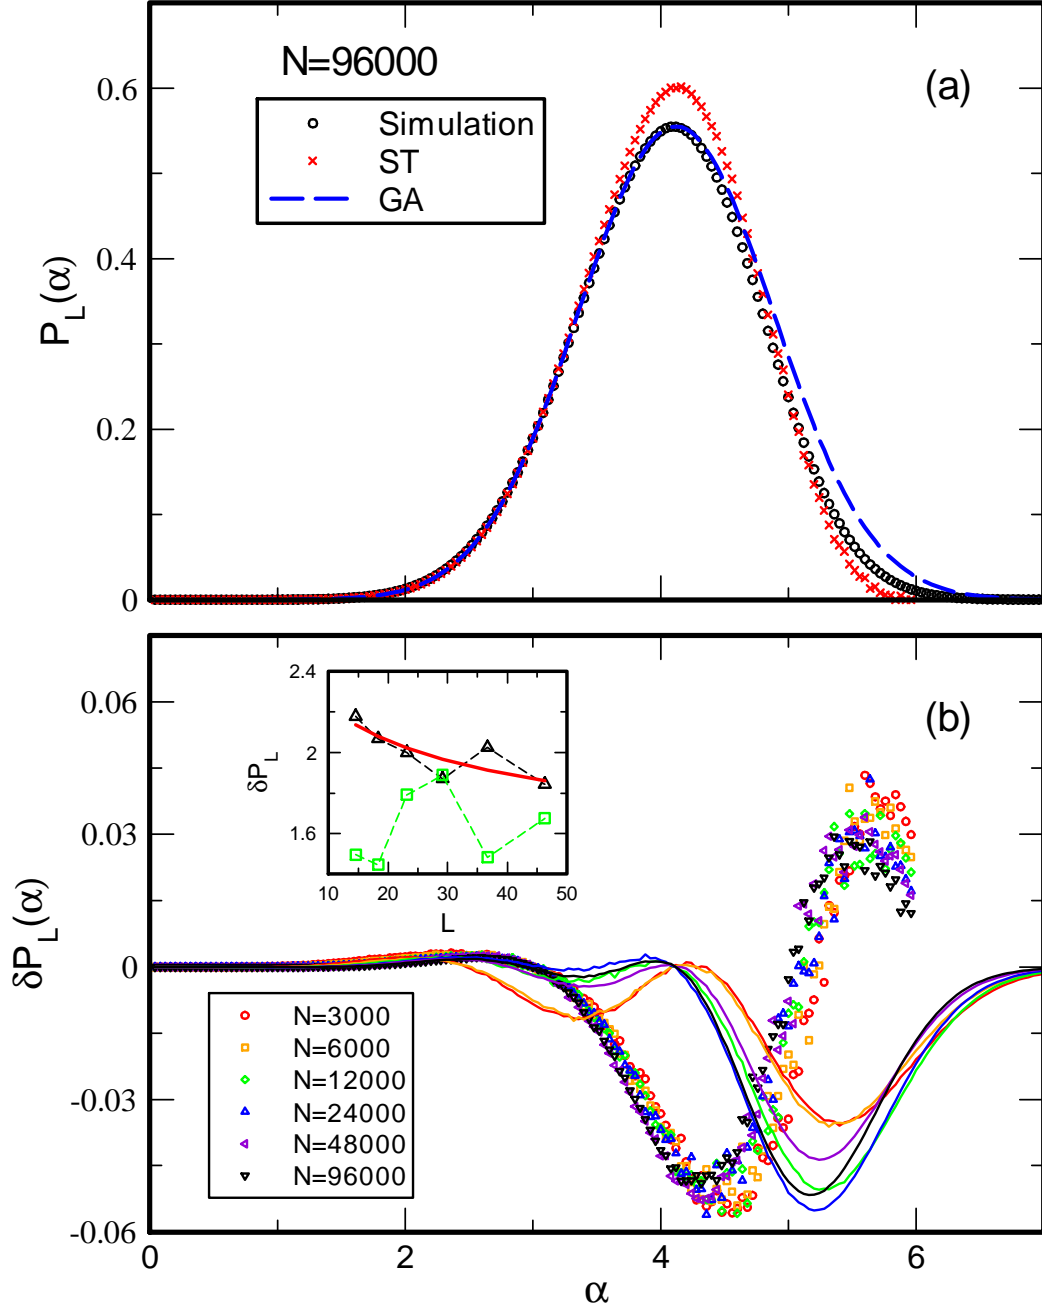 N=96000
(a)
Simulation
ST
GA
0.6
0.4
0.2
0
P_L(α)
(b)
2.4
2
1.6
δP_L
10 20 30 40 50
L
0.06
0.03
0
-0.03
-0.06
δP_L(α)
N=3000
N=6000
N=12000
N=24000
N=48000
N=96000
0 2 4 6
α